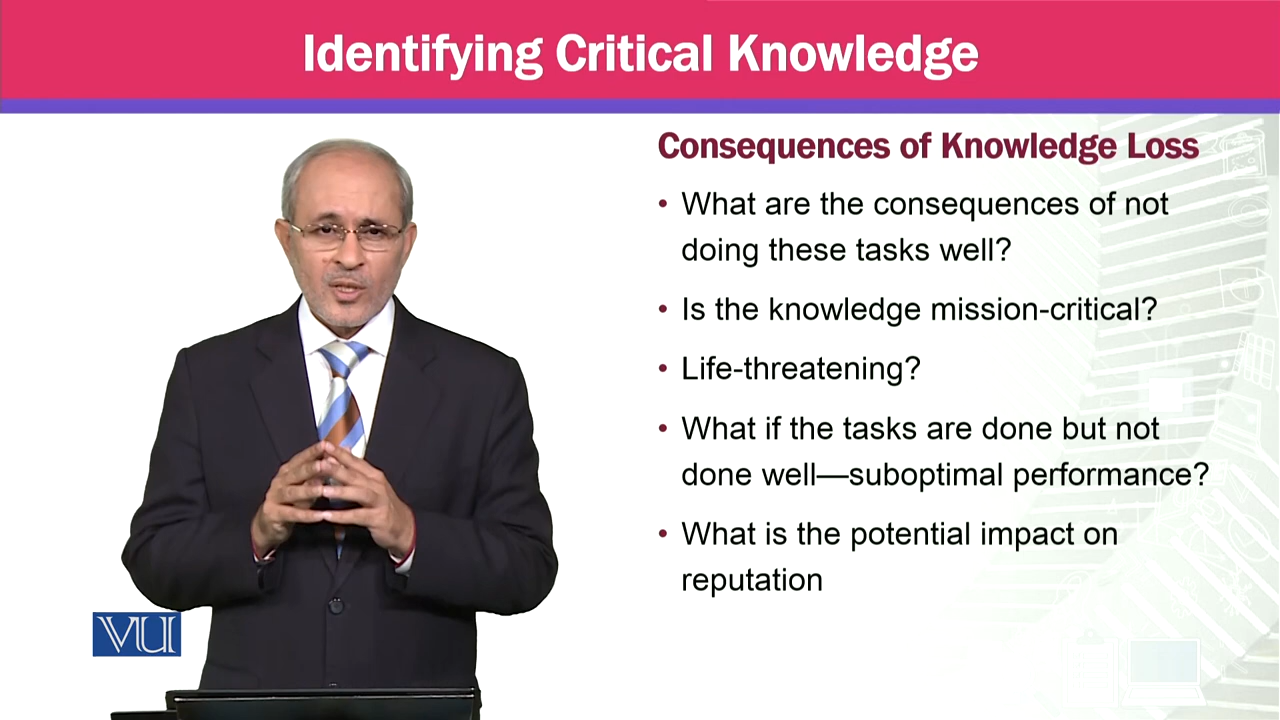 Identifying Critical Knowledge
Consequences of Knowledge Loss
• What are the consequences of not
doing these tasks well?
• Is the knowledge mission-critical?
• Life-threatening?
• What if the tasks are done but not
done well—suboptimal performance?
• What is the potential impact on
reputation
VU